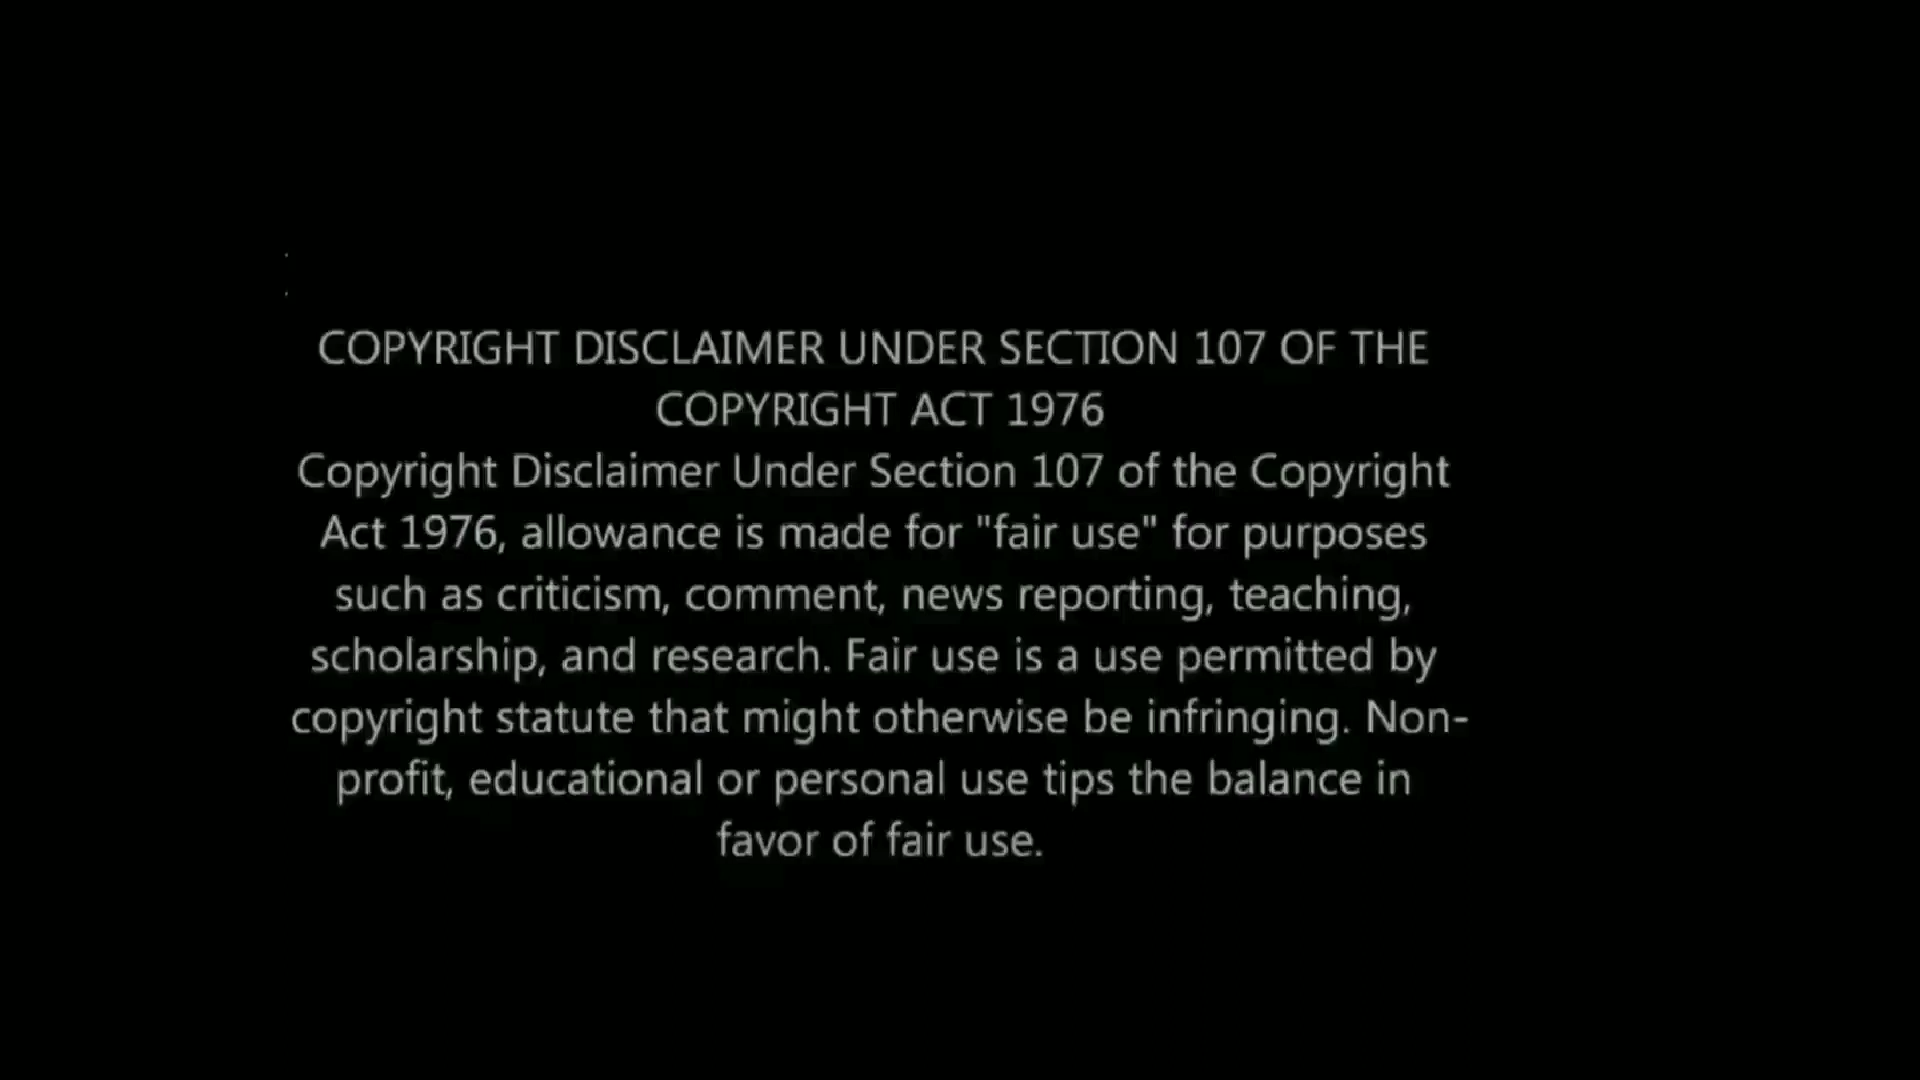 COPYRIGHT DISCLAIMER UNDER SECTION 107 OF THE
COPYRIGHT ACT 1976
Copyright Disclaimer Under Section 107 of the Copyright
Act 1976, allowance is made for "fair use" for purposes
such as criticism, comment, news reporting, teaching,
scholarship, and research. Fair use is a use permitted by
copyright statute that might otherwise be infringing. Non-
profit, educational or personal use tips the balance in
favor of fair use.